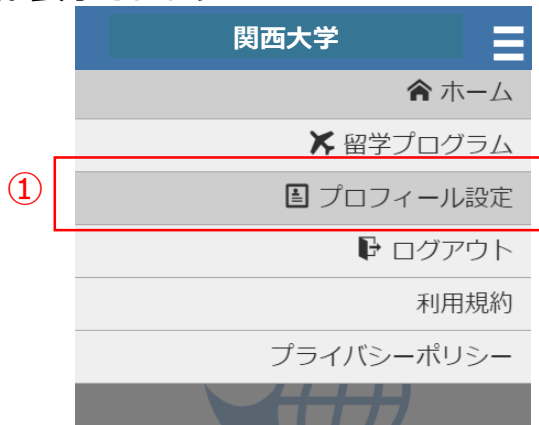 関西大学
ホーム
留学プログラム
①
プロフィール設定
ログアウト
利用規約
プライバシーポリシー